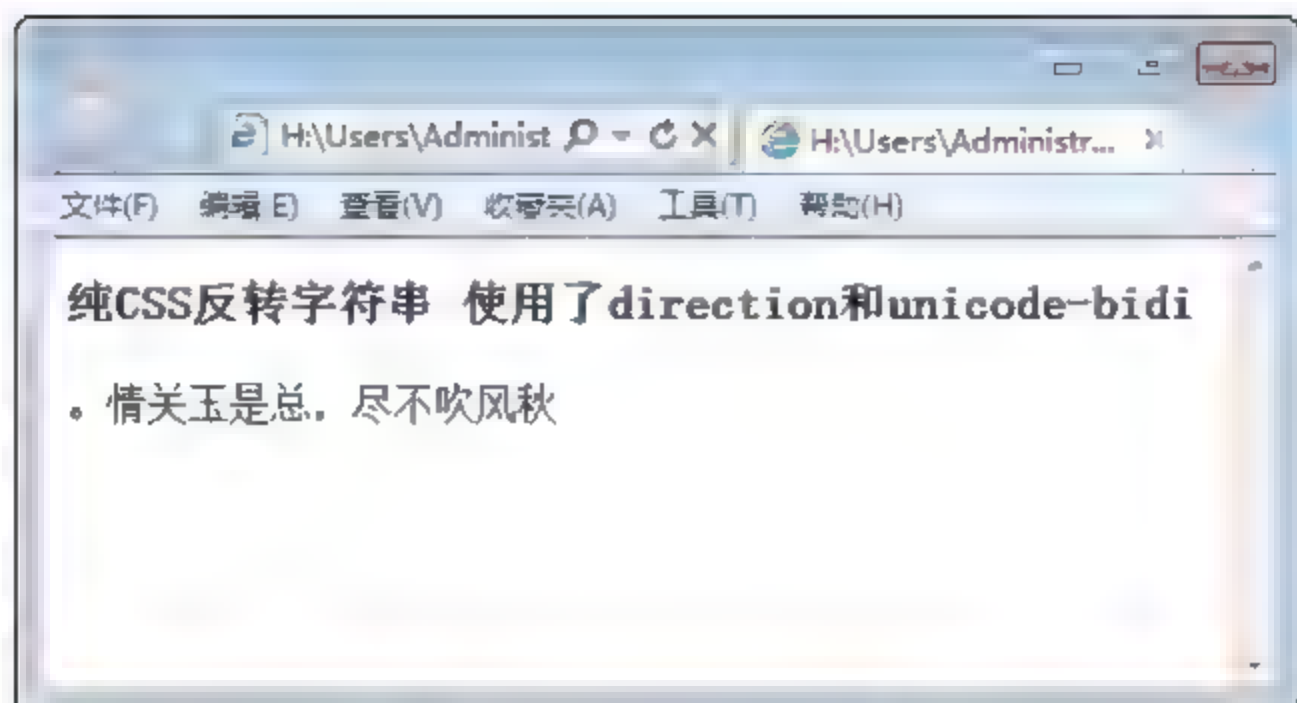 H:\Users\Administ
H:\Users\Administr...
文件(F) 编辑(E) 查看(V) 收藏夹(A) 工具(T) 帮助(H)
纯CSS反转字符串 使用了direction和unicode-bidi
。情关玉是总，尽不吹风秋